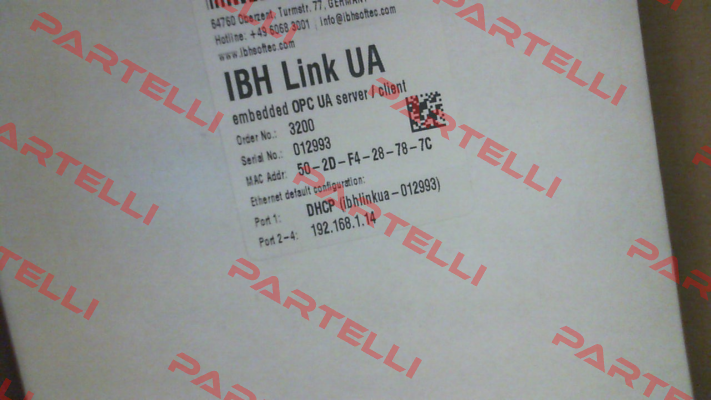 64760 Oberzent, Turmstr. 77, GERMANY
Hotline: +49 6068 3001 | info@ibhsoftec.com
www.ibhsoftec.com
IBH Link UA
embedded OPC UA server / client
Order No.: 3200
Serial No.: 012993
MAC Addr: 50-2D-F4-28-78-7C
Ethernet default configuration:
Port 1: DHCP (ibhlinkua-012993)
Port 2-4: 192.168.1.14
PARTELLI
PARTELLI
PARTELLI
PARTELLI
PARTELLI
PARTELLI
PARTELLI
PARTELLI